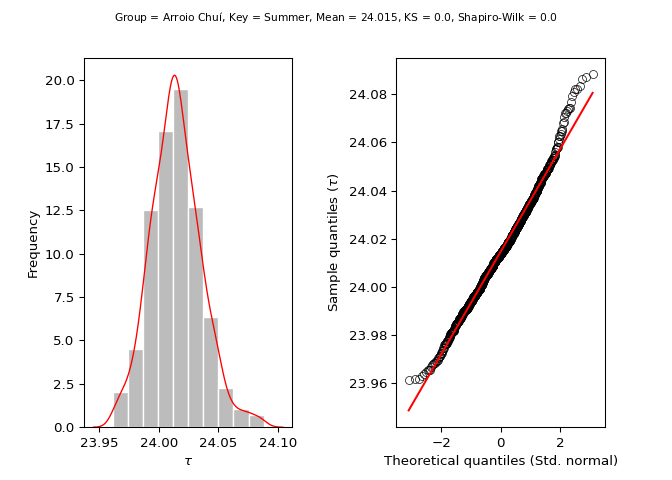 Group = Arroio Chuí, Key = Summer, Mean = 24.015, KS = 0.0, Shapiro-Wilk = 0.0
20.0
17.5
15.0
12.5
10.0
7.5
5.0
2.5
0.0
Frequency
23.95 24.00 24.05 24.10
τ
24.08
24.06
24.04
24.02
24.00
23.98
23.96
Sample quantiles (τ)
−2 0 2
Theoretical quantiles (Std. normal)